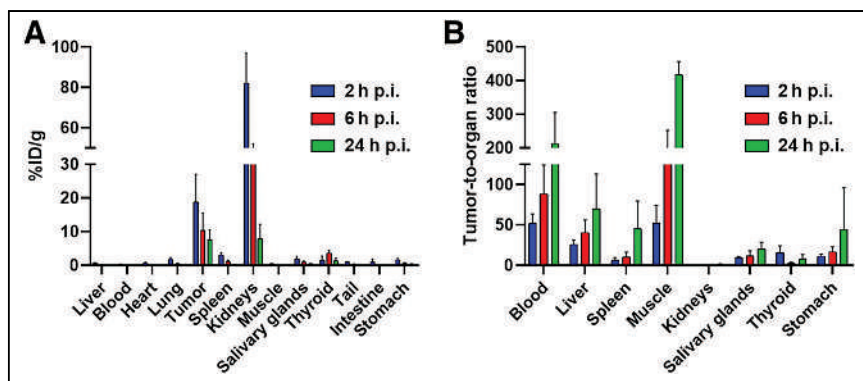 A
%ID/g
100
80
60
40
30
20
10
0
2 h p.i.
6 h p.i.
24 h p.i.
Liver
Blood
Heart
Lung
Tumor
Spleen
Kidneys
Muscle
Salivary glands
Thyroid
Tail
Intestine
Stomach
B
Tumor-to-organ ratio
500
400
300
200
100
50
0
2 h p.i.
6 h p.i.
24 h p.i.
Blood
Liver
Spleen
Muscle
Kidneys
Salivary glands
Thyroid
Stomach